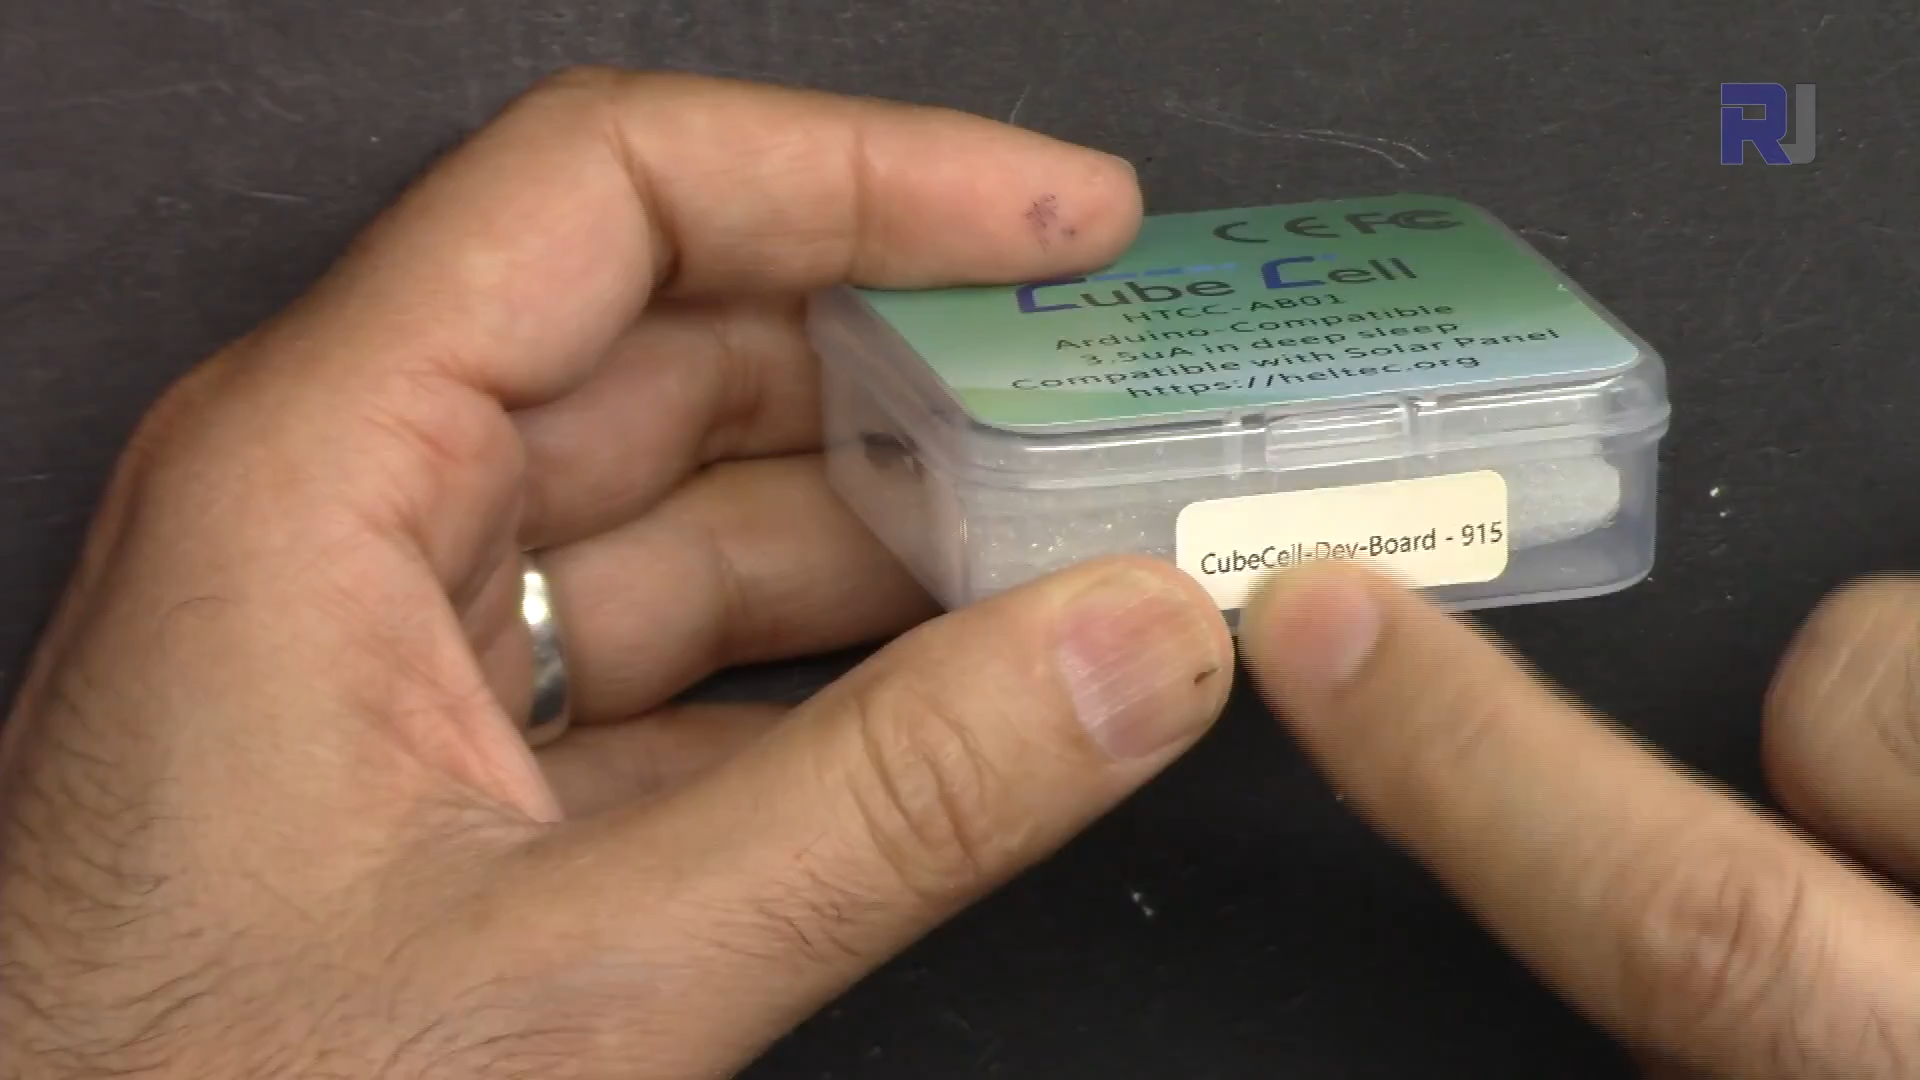 RJ
CE FC
Cube Cell
HTCC-AB01
Arduino-Compatible
3.5uA in deep sleep
Compatible with Solar Panel
https://heltec.org
CubeCell-Dev-Board - 915